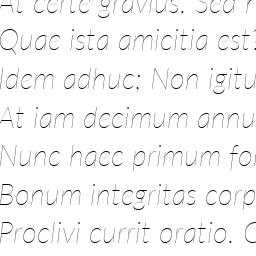 At certe gravius. Sed
Quae ista amicitia est?
Idem adhuc; Non igitu
At iam decimum annu
Nunc haec primum for
Bonum integritas corp
Proclivi currit oratio.